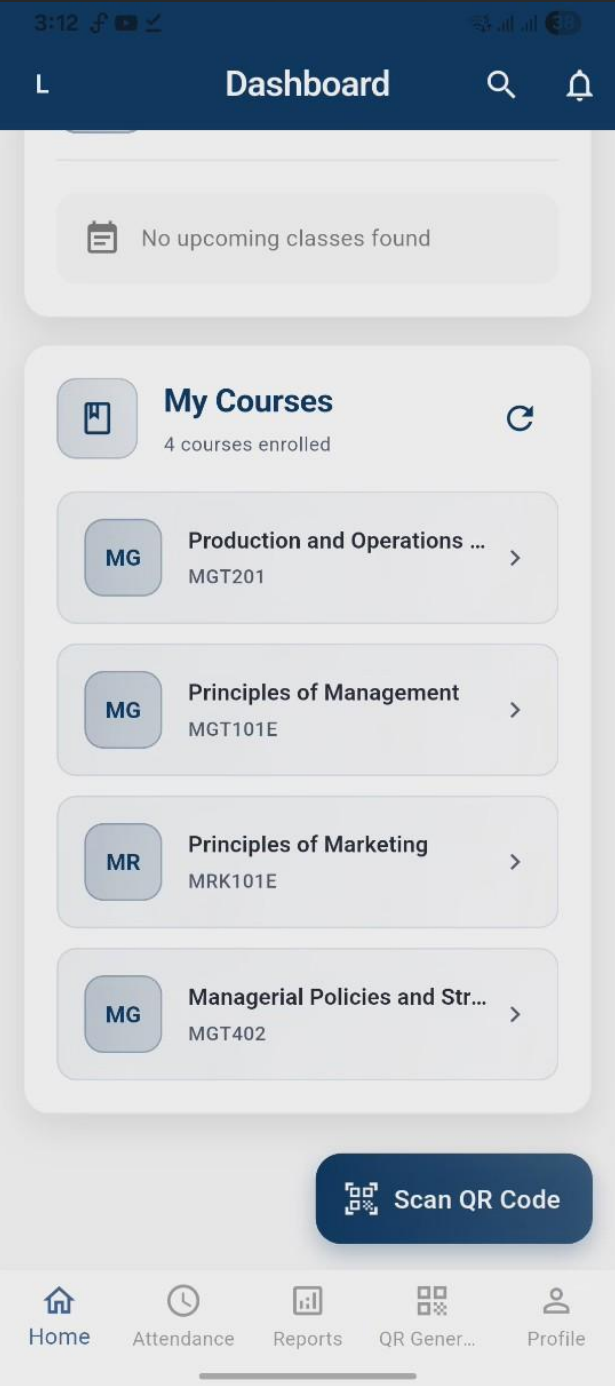 3:12
L
Dashboard
No upcoming classes found
My Courses
4 courses enrolled
MG
Production and Operations ...
MGT201
MG
Principles of Management
MGT101E
MR
Principles of Marketing
MRK101E
MG
Managerial Policies and Str...
MGT402
Scan QR Code
Home
Attendance
Reports
QR Gener...
Profile